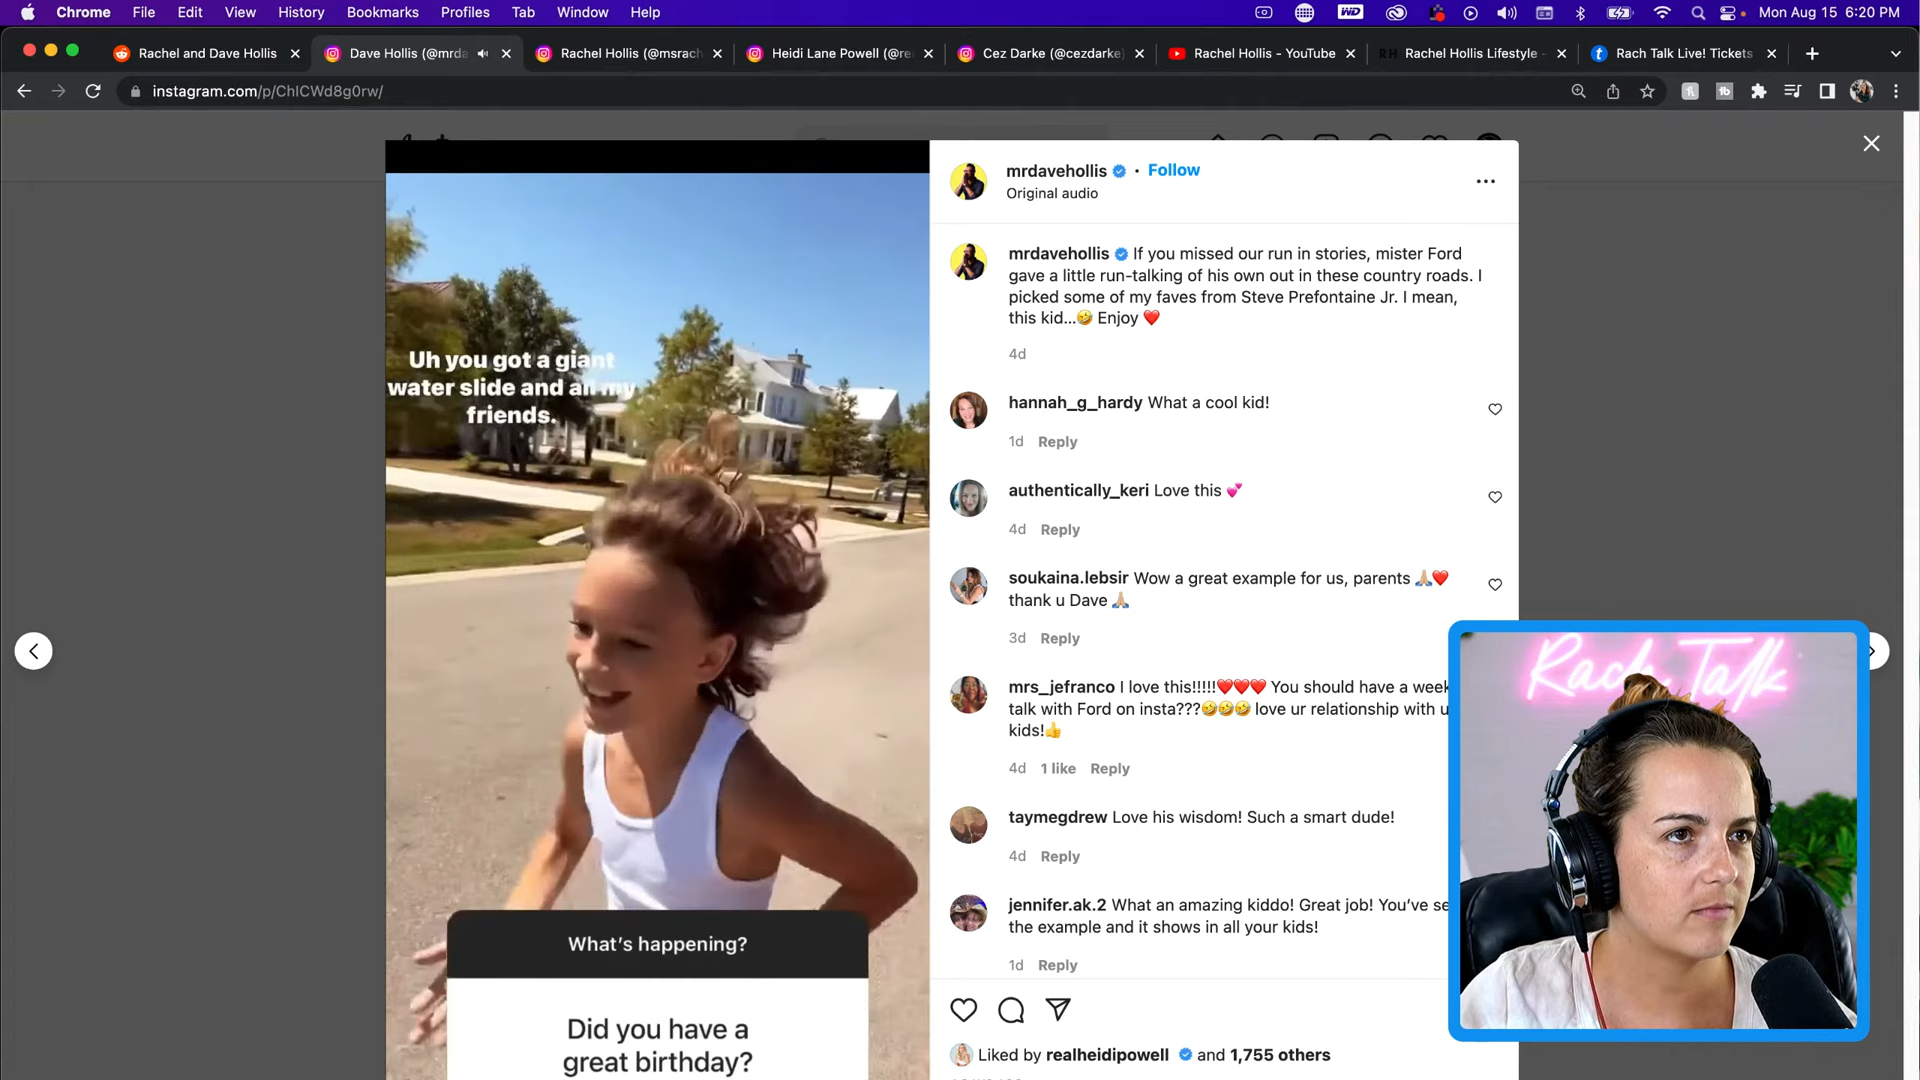 Chrome File Edit View History Bookmarks Profiles Tab Window Help
WD
Mon Aug 15 6:20 PM
Rachel and Dave Hollis
Dave Hollis (@mrda
Rachel Hollis (@msrach
Heidi Lane Powell (@re
Cez Darke (@cezdarke)
Rachel Hollis - YouTube
RH Rachel Hollis Lifestyle -
Rach Talk Live! Tickets
instagram.com/p/ChICWd8g0rw/
mrdavehollis • Follow
Original audio
mrdavehollis If you missed our run in stories, mister Ford
gave a little run-talking of his own out in these country roads. I
picked some of my faves from Steve Prefontaine Jr. I mean,
this kid...🤣 Enjoy ❤️
4d
hannah_g_hardy What a cool kid!
1d Reply
authentically_keri Love this 💕
4d Reply
soukaina.lebsir Wow a great example for us, parents 🙏🏼❤️
thank u Dave 🙏🏼
3d Reply
mrs_jefranco I love this!!!!!❤️❤️❤️ You should have a week
talk with Ford on insta???🤣🤣🤣 love ur relationship with u
kids!👍
4d 1 like Reply
taymegdrew Love his wisdom! Such a smart dude!
4d Reply
jennifer.ak.2 What an amazing kiddo! Great job! You've se
the example and it shows in all your kids!
1d Reply
Liked by realheidipowell and 1,755 others
Uh you got a giant
water slide and all my
friends.
What's happening?
Did you have a
great birthday?
Rach Talk